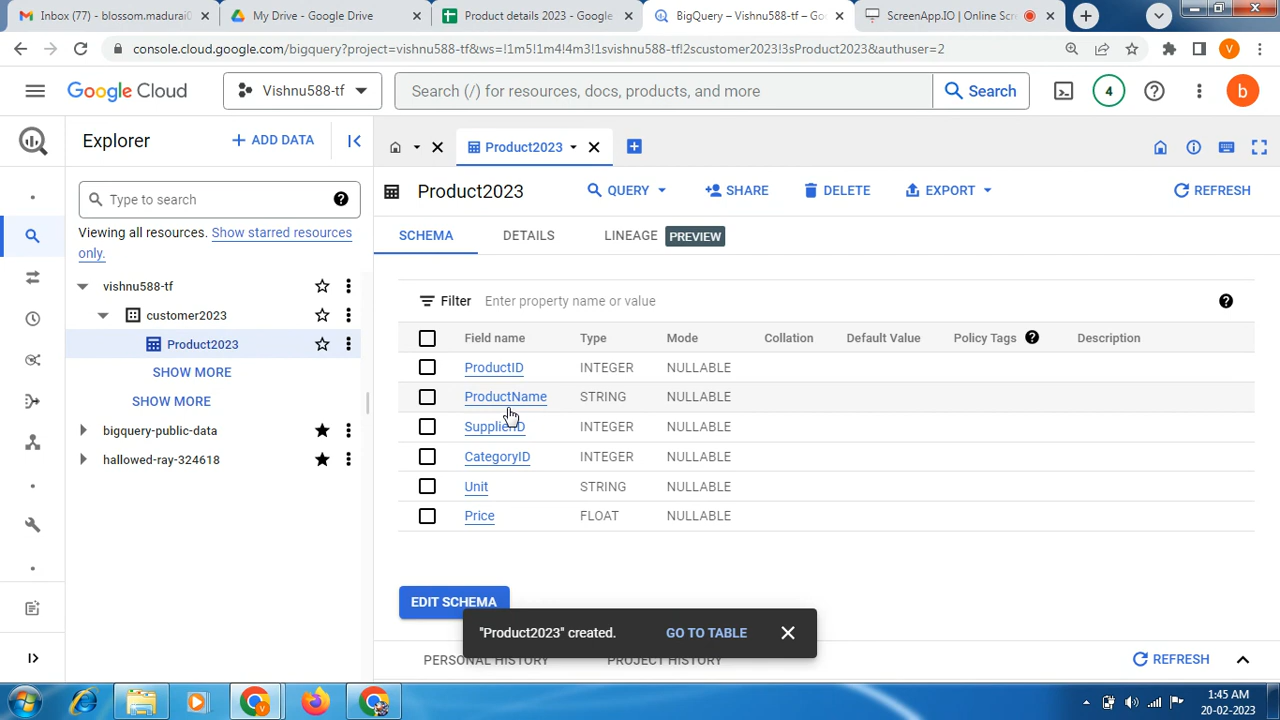 Inbox (77) - blossom.madurai
My Drive - Google Drive
Product details 2023 - Google
BigQuery – Vishnu588-tf – Go
ScreenApp.IO | Online Scr
console.cloud.google.com/bigquery?project=vishnu588-tf&ws=!1m5!1m4!4m3!1svishnu588-tf!2scustomer2023!3sProduct2023&authuser=2
V
Google Cloud
Vishnu588-tf
Search (/) for resources, docs, products, and more
Search
4
b
Explorer
+ ADD DATA
Product2023
Type to search
Viewing all resources. Show starred resources
only.
vishnu588-tf
customer2023
Product2023
SHOW MORE
SHOW MORE
bigquery-public-data
hallowed-ray-324618
Product2023
QUERY
SHARE
DELETE
EXPORT
REFRESH
SCHEMA
DETAILS
LINEAGE
PREVIEW
Filter
Enter property name or value
Field name Type Mode Collation Default Value Policy Tags Description
ProductID INTEGER NULLABLE
ProductName STRING NULLABLE
SupplierID INTEGER NULLABLE
CategoryID INTEGER NULLABLE
Unit STRING NULLABLE
Price FLOAT NULLABLE
EDIT SCHEMA
"Product2023" created. GO TO TABLE
PERSONAL HISTORY
PROJECT HISTORY
REFRESH
1:45 AM
20-02-2023